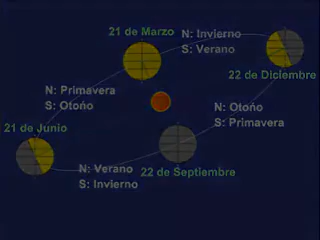 21 de Marzo
N: Invierno
S: Verano
22 de Diciembre
N: Primavera
S: Otoño
N: Otoño
S: Primavera
21 de Junio
N: Verano
S: Invierno
22 de Septiembre